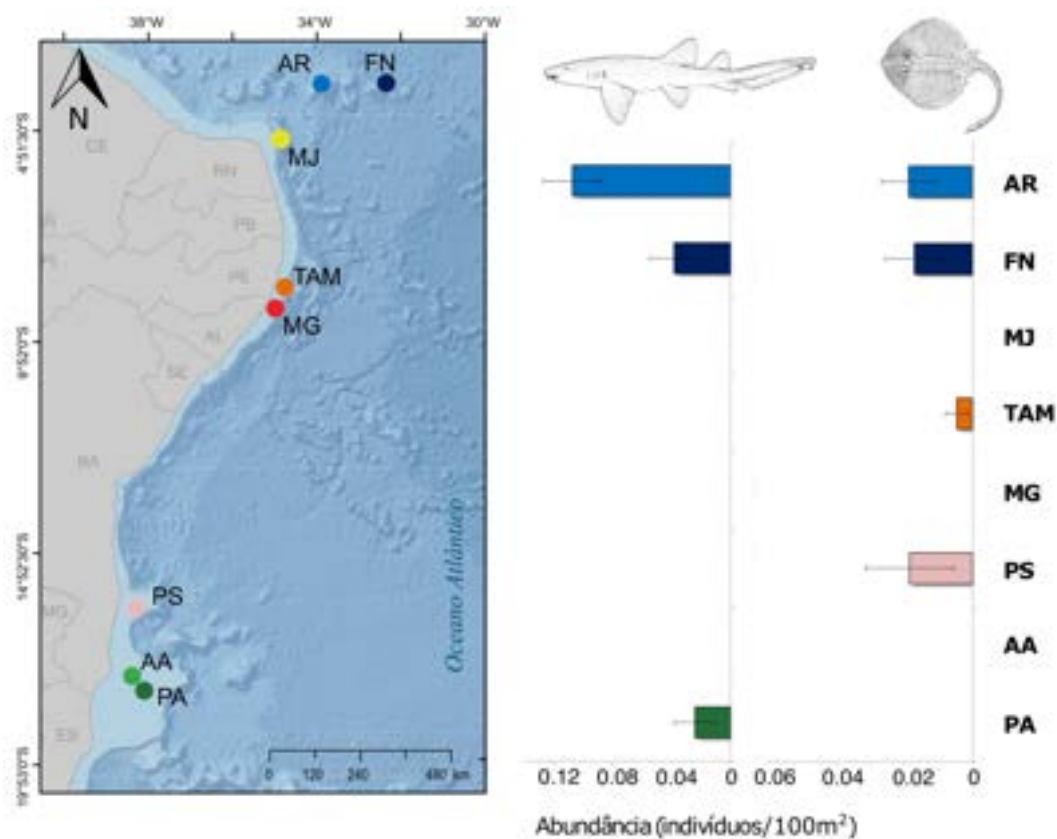 38°W 34°W 30°W
N
AR FN
4°51'30"S
MJ
CE
RN
PB
PE
TAM
MG
AL
SE
9°52'0"S
BA
14°52'30"S
Oceano Atlántico
PS
MG
AA
PA
ES
19°53'0"S
0 120 240 480 km
AR
FN
MJ
TAM
MG
PS
AA
PA
0.12 0.08 0.04 0 0.06 0.04 0.02 0
Abundância (indivíduos/100m²)